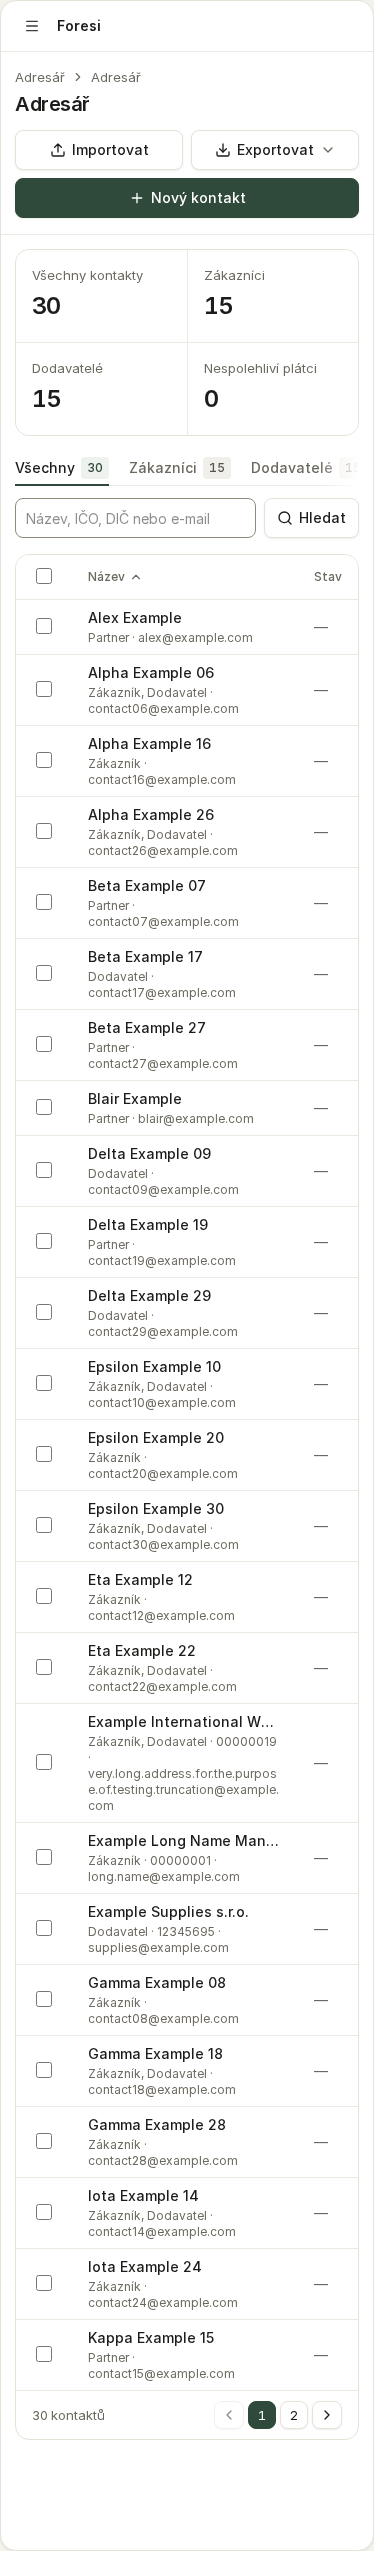 Foresi
Adresář > Adresář
Adresář
Importovat
Exportovat
Nový kontakt
Všechny kontakty
30
Zákazníci
15
Dodavatelé
15
Nespolehliví plátci
0
Všechny 30 Zákazníci 15 Dodavatelé
Název, IČO, DIČ nebo e-mail
Hledat
Název Stav
Alex Example
Partner · alex@example.com
—
Alpha Example 06
Zákazník, Dodavatel ·
contact06@example.com
—
Alpha Example 16
Zákazník ·
contact16@example.com
—
Alpha Example 26
Zákazník, Dodavatel ·
contact26@example.com
—
Beta Example 07
Partner ·
contact07@example.com
—
Beta Example 17
Dodavatel ·
contact17@example.com
—
Beta Example 27
Partner ·
contact27@example.com
—
Blair Example
Partner · blair@example.com
—
Delta Example 09
Dodavatel ·
contact09@example.com
—
Delta Example 19
Partner ·
contact19@example.com
—
Delta Example 29
Dodavatel ·
contact29@example.com
—
Epsilon Example 10
Zákazník, Dodavatel ·
contact10@example.com
—
Epsilon Example 20
Zákazník ·
contact20@example.com
—
Epsilon Example 30
Zákazník, Dodavatel ·
contact30@example.com
—
Eta Example 12
Zákazník ·
contact12@example.com
—
Eta Example 22
Zákazník, Dodavatel ·
contact22@example.com
—
Example International W...
Zákazník, Dodavatel · 00000019
·
very.long.address.for.the.purpos
e.of.testing.truncation@example.
com
—
Example Long Name Man...
Zákazník · 00000001 ·
long.name@example.com
—
Example Supplies s.r.o.
Dodavatel · 12345695 ·
supplies@example.com
—
Gamma Example 08
Zákazník ·
contact08@example.com
—
Gamma Example 18
Zákazník, Dodavatel ·
contact18@example.com
—
Gamma Example 28
Zákazník ·
contact28@example.com
—
Iota Example 14
Zákazník, Dodavatel ·
contact14@example.com
—
Iota Example 24
Zákazník ·
contact24@example.com
—
Kappa Example 15
Partner ·
contact15@example.com
—
30 kontaktů
1 2